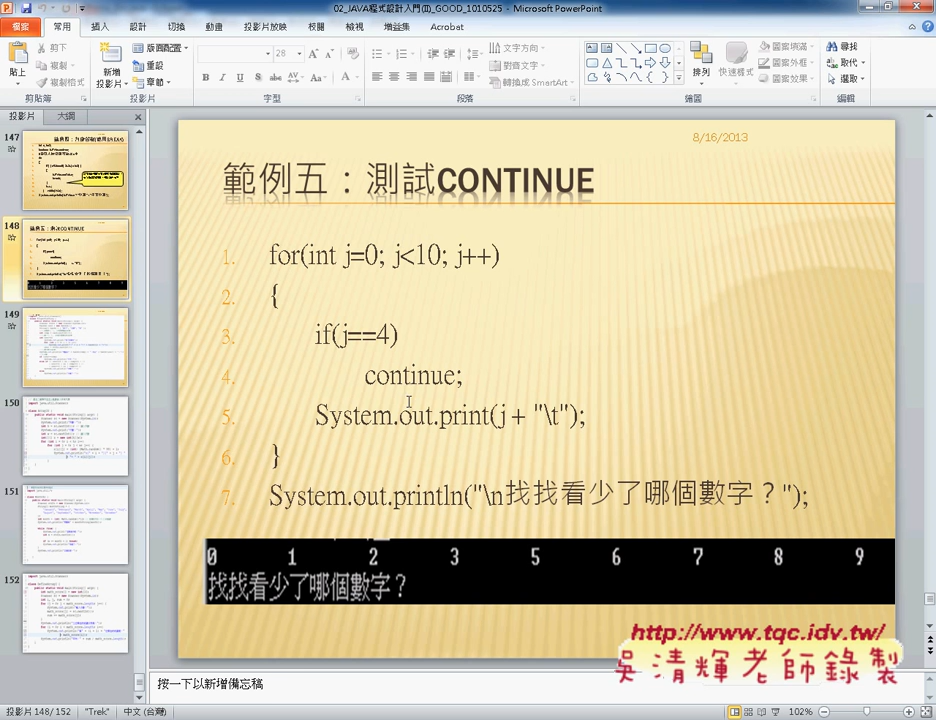 02_JAVA程式設計入門(II)_GOOD_1010525 - Microsoft PowerPoint
檔案 常用 插入 設計 切換 動畫 投影片放映 校閱 檢視 增益集 Acrobat
貼上 剪下 複製 複製格式 剪貼簿
新增投影片 版面配置 重設 章節 投影片
28
B I U S abc AV Aa A
字型
文字方向 對齊文字 轉換成 SmartArt 段落
排列 快速樣式 圖案填滿 圖案外框 圖案效果 繪圖
尋找 取代 選取 編輯
投影片 大綱
147
148
149
150
151
152
8/16/2013
範例五：測試CONTINUE
1. for(int j=0; j<10; j++)
2. {
3. if(j==4)
4. continue;
5. System.out.print(j + "\t");
6. }
7. System.out.println("\n找找看少了哪個數字？");
0 1 2 3 5 6 7 8 9
找找看少了哪個數字？
http://www.tqc.idv.tw/
吳清輝老師錄製
按一下以新增備忘稿
投影片 148/152 "Trek" 中文 (台灣) 102%